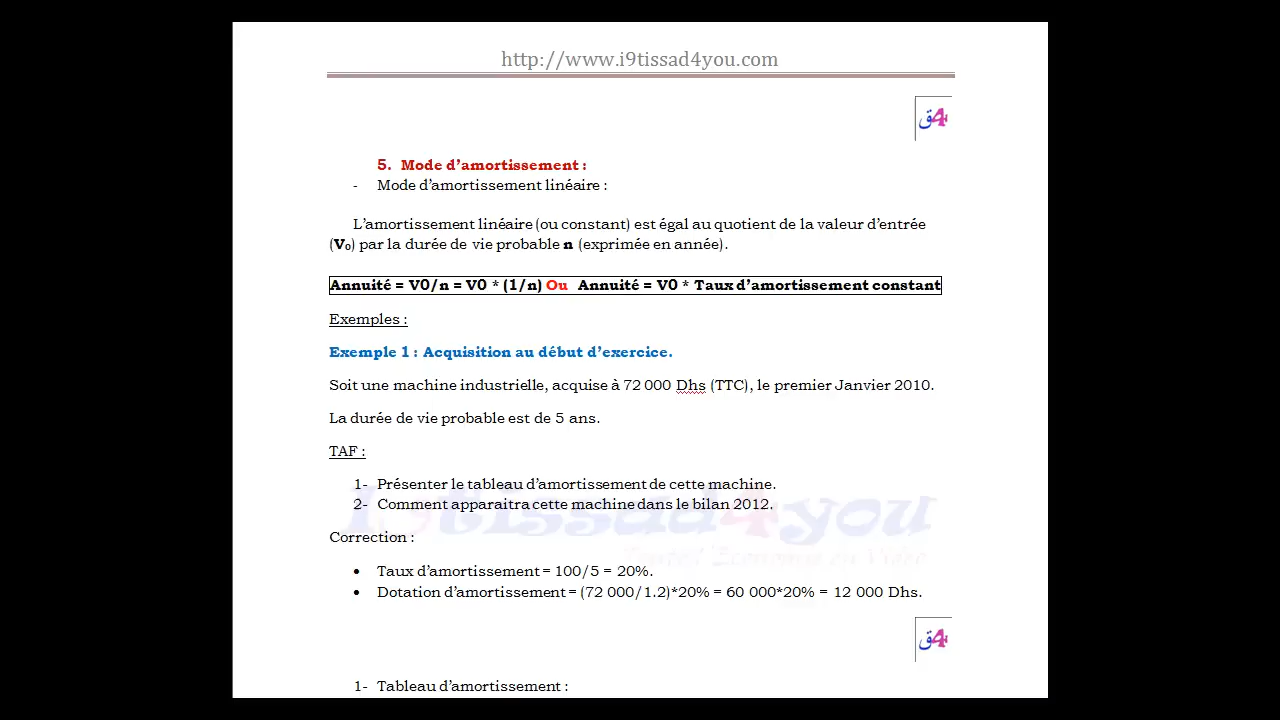 http://www.i9tissad4you.com
ق4
5. Mode d’amortissement :
- Mode d’amortissement linéaire :
L’amortissement linéaire (ou constant) est égal au quotient de la valeur d’entrée
(V₀) par la durée de vie probable n (exprimée en année).
Annuité = V0/n = V0 * (1/n) Ou Annuité = V0 * Taux d’amortissement constant
Exemples :
Exemple 1 : Acquisition au début d’exercice.
Soit une machine industrielle, acquise à 72 000 Dhs (TTC), le premier Janvier 2010.
La durée de vie probable est de 5 ans.
TAF :
1- Présenter le tableau d’amortissement de cette machine.
2- Comment apparaitra cette machine dans le bilan 2012.
i9tissad4you
Toute l'Economie en Vidéo
Correction :
• Taux d’amortissement = 100/5 = 20%.
• Dotation d’amortissement = (72 000/1.2)*20% = 60 000*20% = 12 000 Dhs.
ق4
1- Tableau d’amortissement :